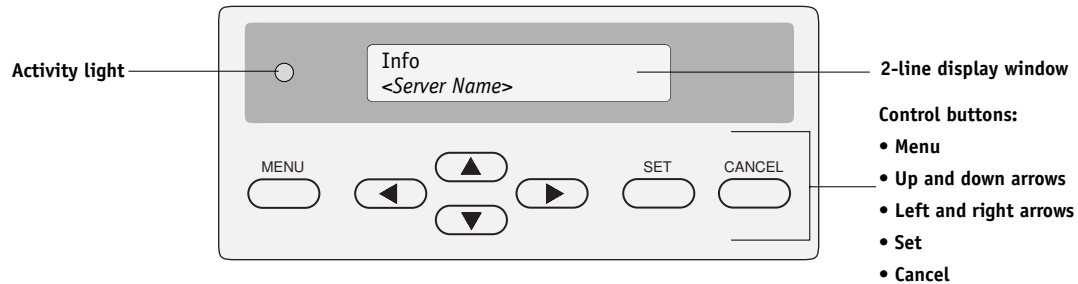 Activity light
Info
<Server Name>
2-line display window
Control buttons:
• Menu
• Up and down arrows
• Left and right arrows
• Set
• Cancel
MENU
SET
CANCEL